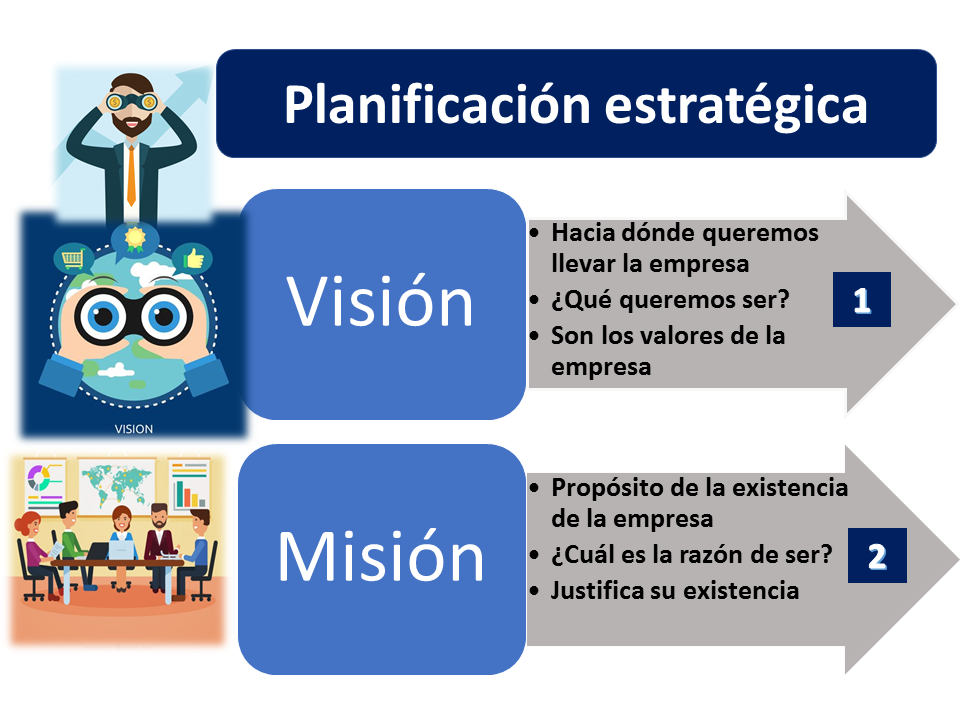 Planificación estratégica
VISION
Visión
• Hacia dónde queremos
llevar la empresa
• ¿Qué queremos ser?
• Son los valores de la
empresa
1
Misión
• Propósito de la existencia
de la empresa
• ¿Cuál es la razón de ser?
• Justifica su existencia
2